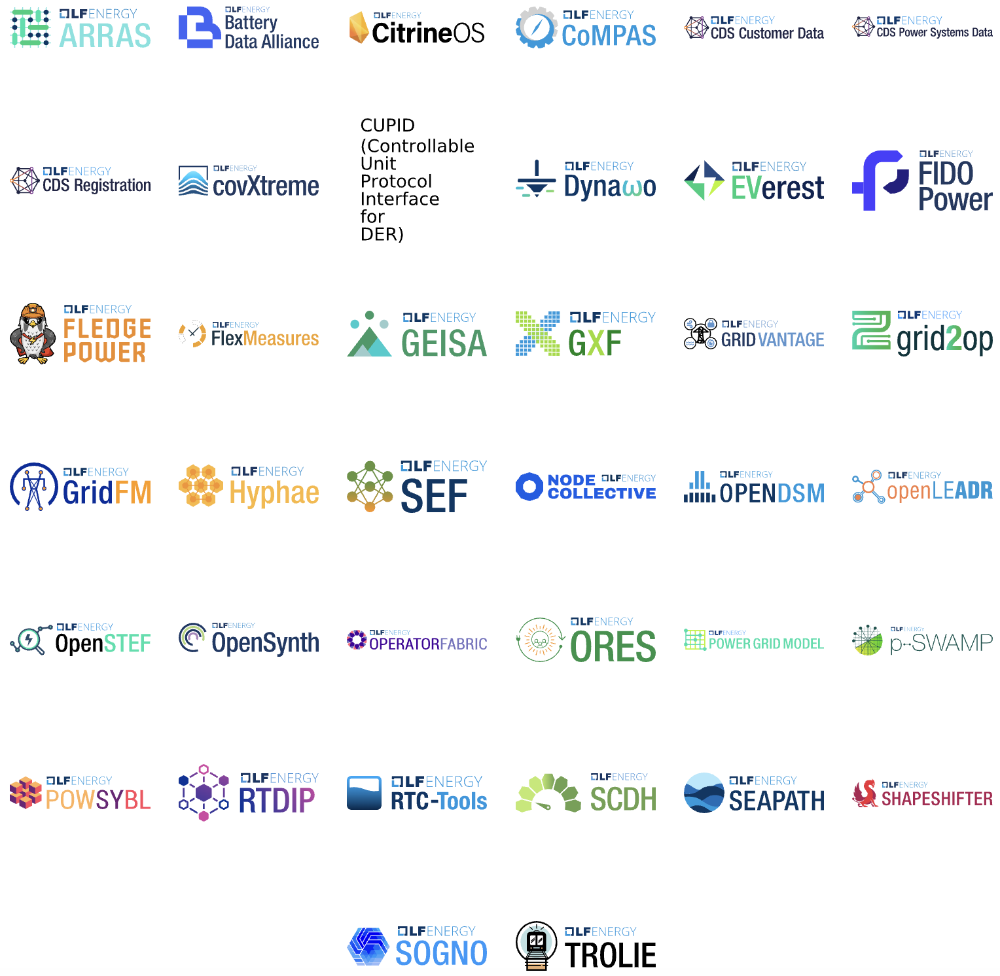 LFENERGY
ARRAS
LFENERGY
Battery
Data Alliance
LFENERGY
CitrineOS
LFENERGY
CoMPAS
LFENERGY
CDS Customer Data
LFENERGY
CDS Power Systems Data
LFENERGY
CDS Registration
LFENERGY
covXtreme
CUPID
(Controllable
Unit
Protocol
Interface
for
DER)
LFENERGY
Dynaωo
LFENERGY
EVerest
LFENERGY
FIDO
Power
LFENERGY
FLEDGE
POWER
LFENERGY
FlexMeasures
LFENERGY
GEISA
LFENERGY
GXF
LFENERGY
GRIDVANTAGE
LFENERGY
grid2op
LFENERGY
GridFM
LFENERGY
Hyphae
LFENERGY
SEF
NODE LFENERGY
COLLECTIVE
LFENERGY
OPENDSM
LFENERGY
openLEADR
LFENERGY
OpenSTEF
LFENERGY
OpenSynth
LFENERGY
OPERATORFABRIC
LFENERGY
ORES
LFENERGY
POWER GRID MODEL
LFENERGY
p-SWAMP
LFENERGY
POWSYBL
LFENERGY
RTDIP
LFENERGY
RTC-Tools
LFENERGY
SCDH
LFENERGY
SEAPATH
LFENERGY
SHAPESHIFTER
LFENERGY
SOGNO
LFENERGY
TROLIE